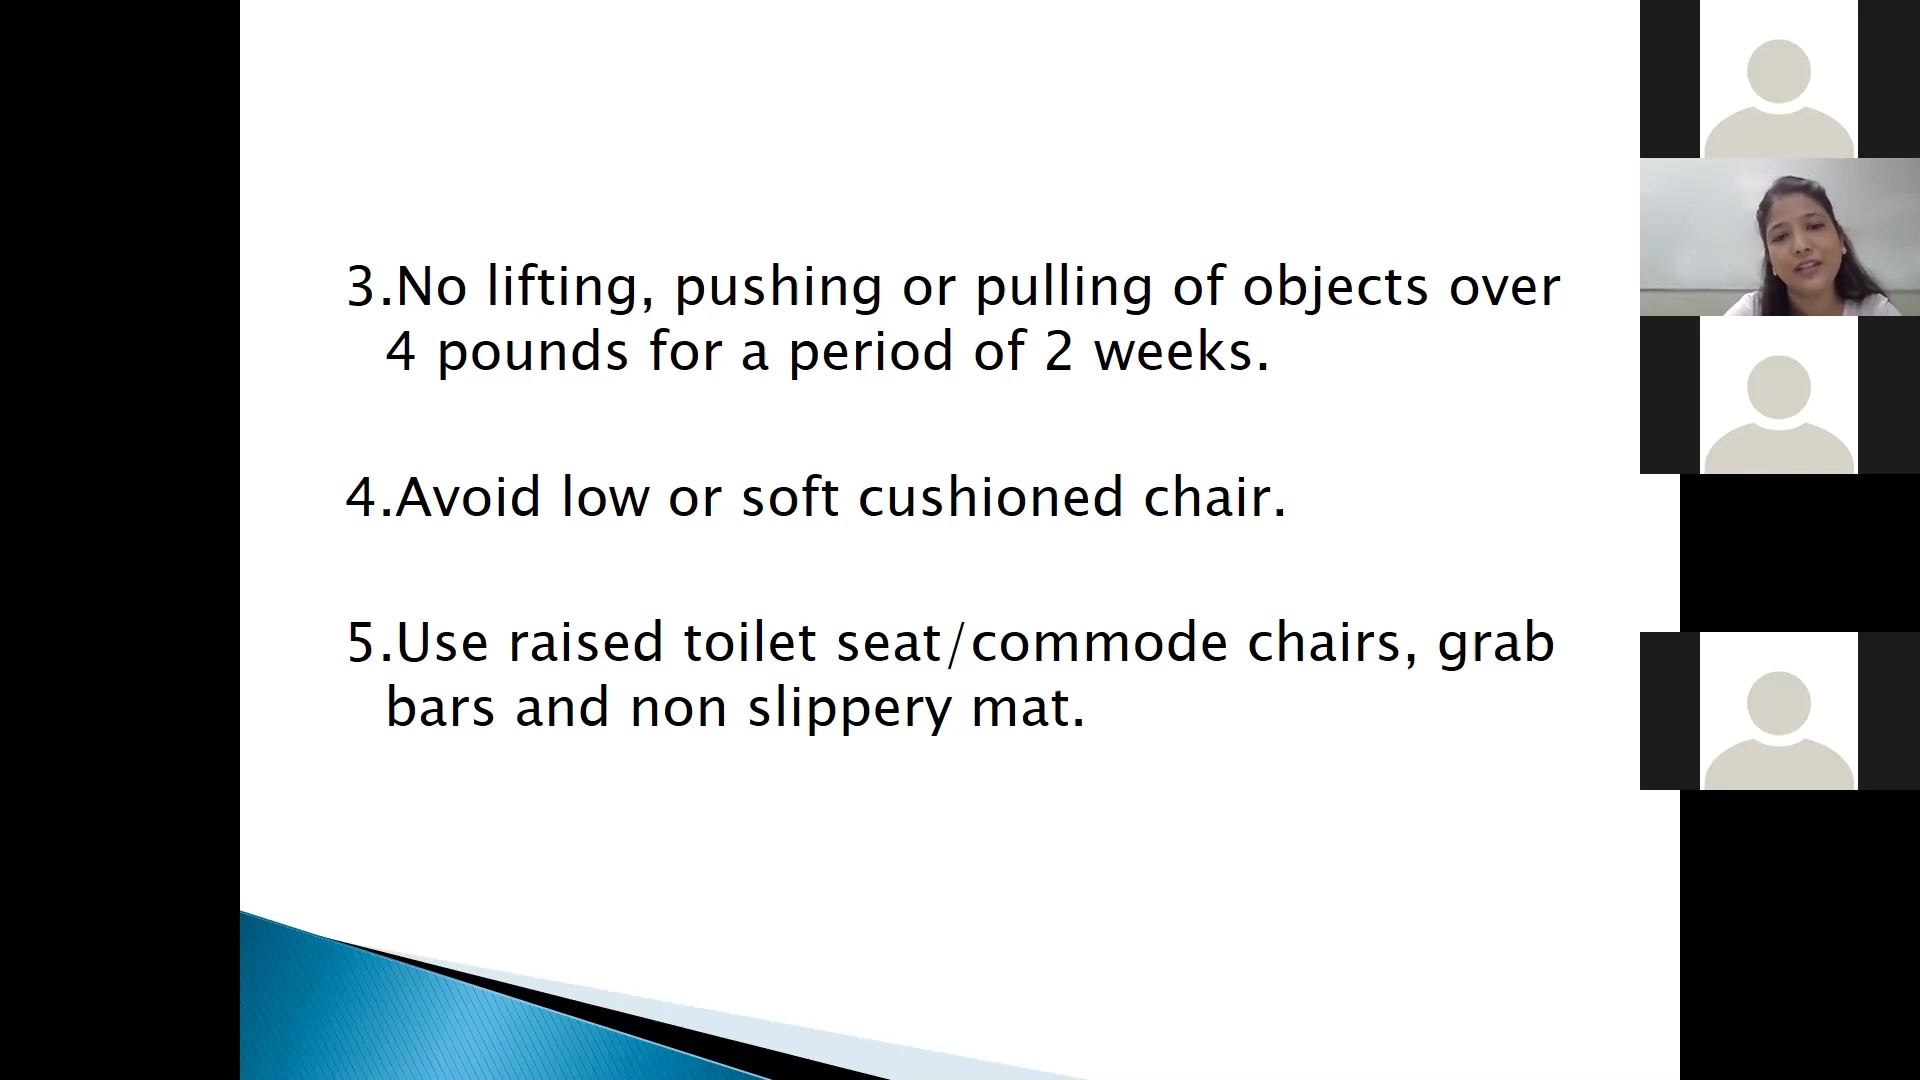 3.No lifting, pushing or pulling of objects over
4 pounds for a period of 2 weeks.
4.Avoid low or soft cushioned chair.
5.Use raised toilet seat/commode chairs, grab
bars and non slippery mat.